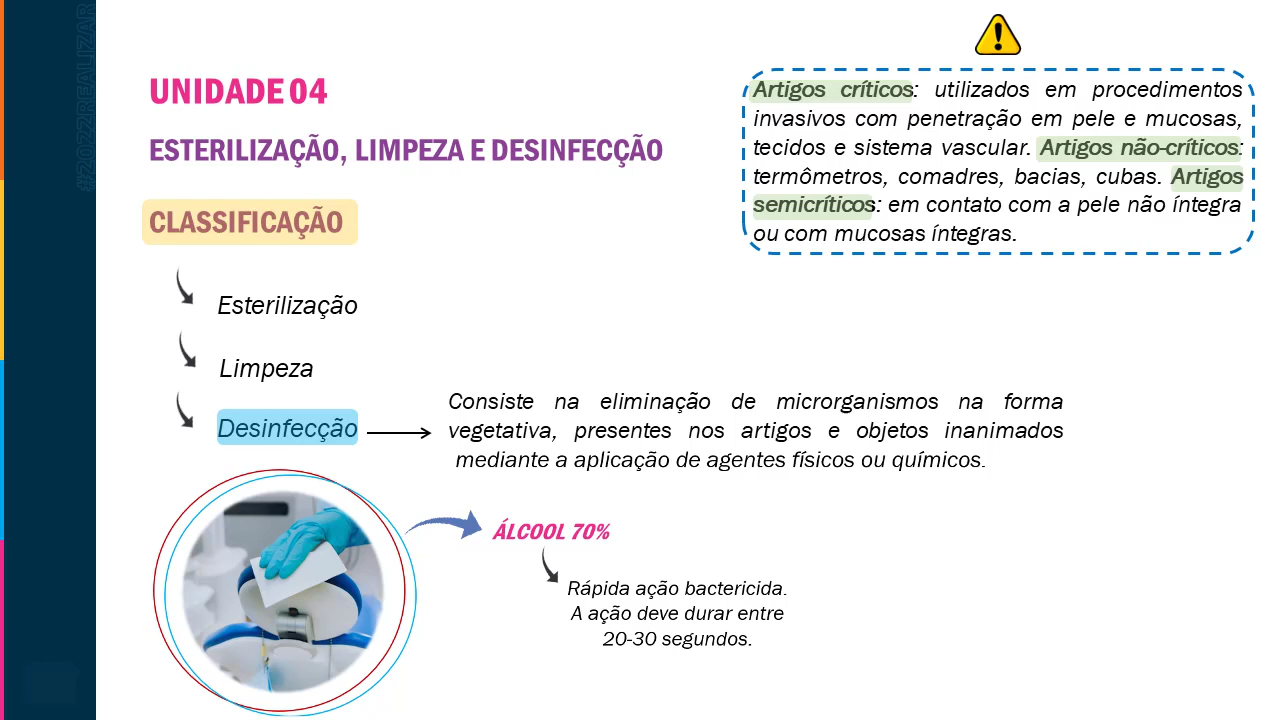 #2022REALIZAR
UNIDADE 04
ESTERILIZAÇÃO, LIMPEZA E DESINFECÇÃO
CLASSIFICAÇÃO
Esterilização
Limpeza
Desinfecção
Consiste na eliminação de microrganismos na forma
vegetativa, presentes nos artigos e objetos inanimados
mediante a aplicação de agentes físicos ou químicos.
ÁLCOOL 70%
Rápida ação bactericida.
A ação deve durar entre
20-30 segundos.
Artigos críticos: utilizados em procedimentos
invasivos com penetração em pele e mucosas,
tecidos e sistema vascular. Artigos não-críticos:
termômetros, comadres, bacias, cubas. Artigos
semicríticos: em contato com a pele não íntegra
ou com mucosas íntegras.